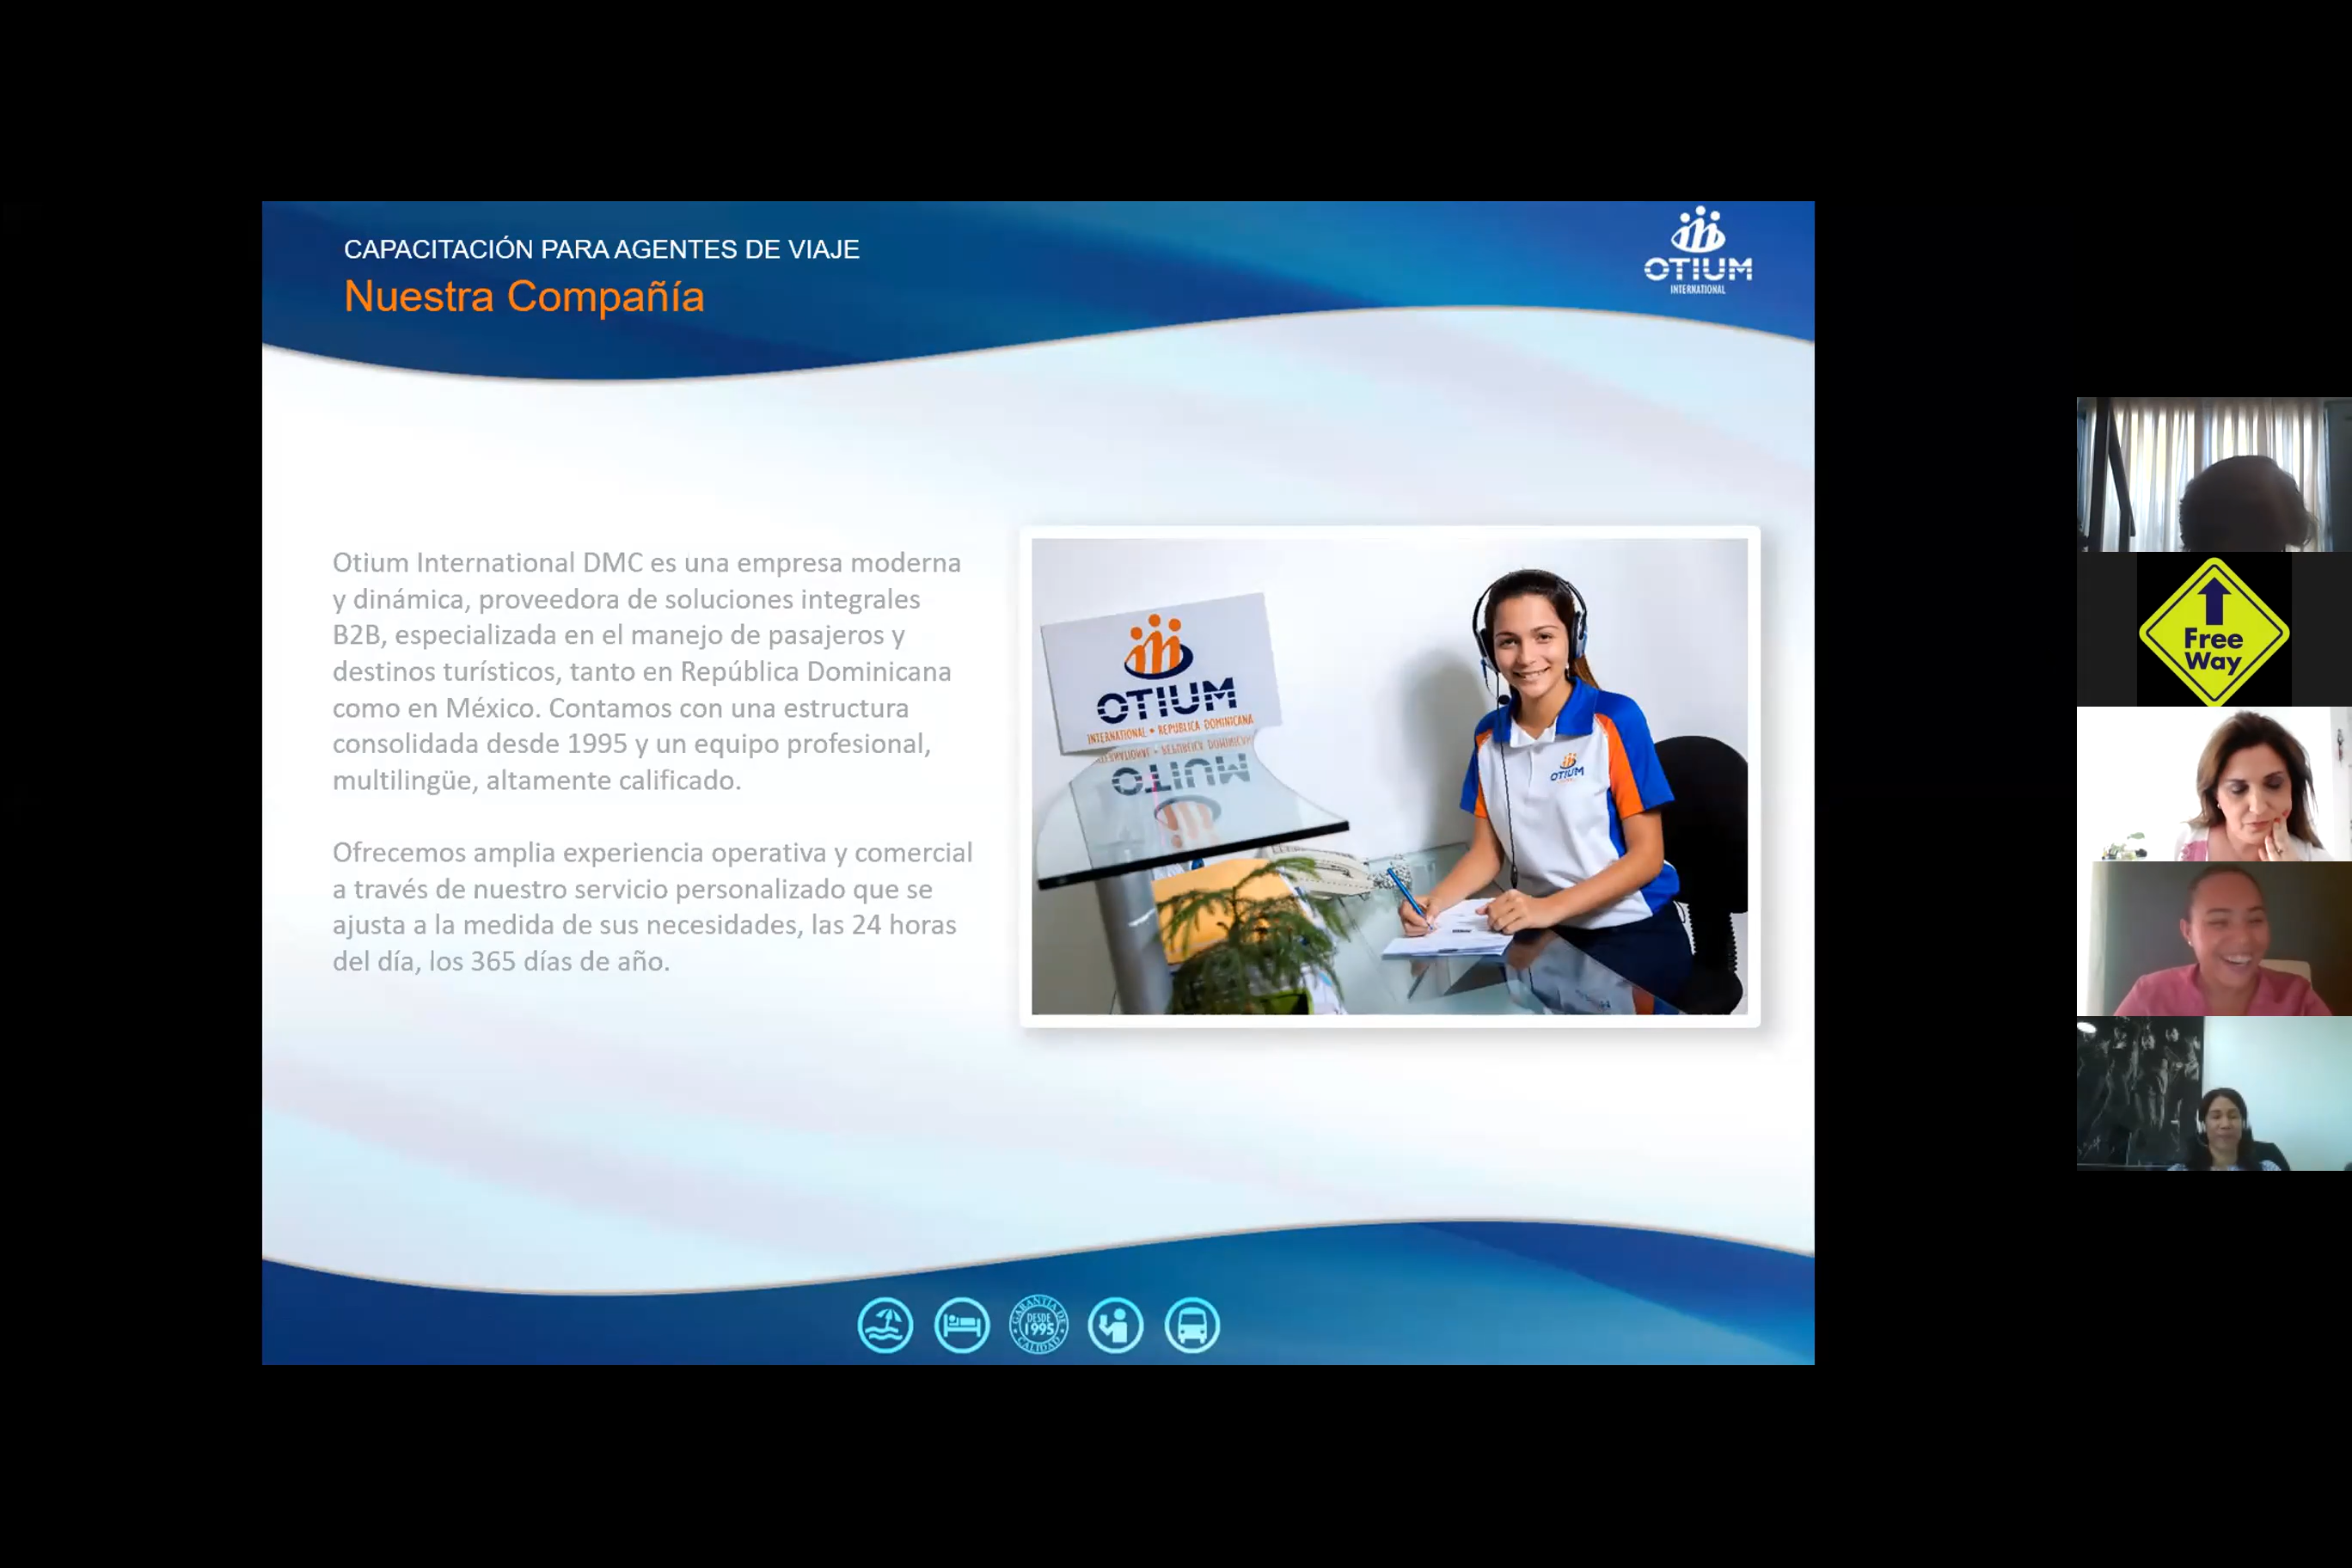 CAPACITACIÓN PARA AGENTES DE VIAJE
Nuestra Compañía
OTIUM
INTERNATIONAL
Otium International DMC es una empresa moderna
y dinámica, proveedora de soluciones integrales
B2B, especializada en el manejo de pasajeros y
destinos turísticos, tanto en República Dominicana
como en México. Contamos con una estructura
consolidada desde 1995 y un equipo profesional,
multilingüe, altamente calificado.
Ofrecemos amplia experiencia operativa y comercial
a través de nuestro servicio personalizado que se
ajusta a la medida de sus necesidades, las 24 horas
del día, los 365 días de año.
OTIUM
INTERNATIONAL • REPUBLICA DOMINICANA
OTIUM
Free
Way
GARANTIA DE
DESDE
1995
CALIDAD